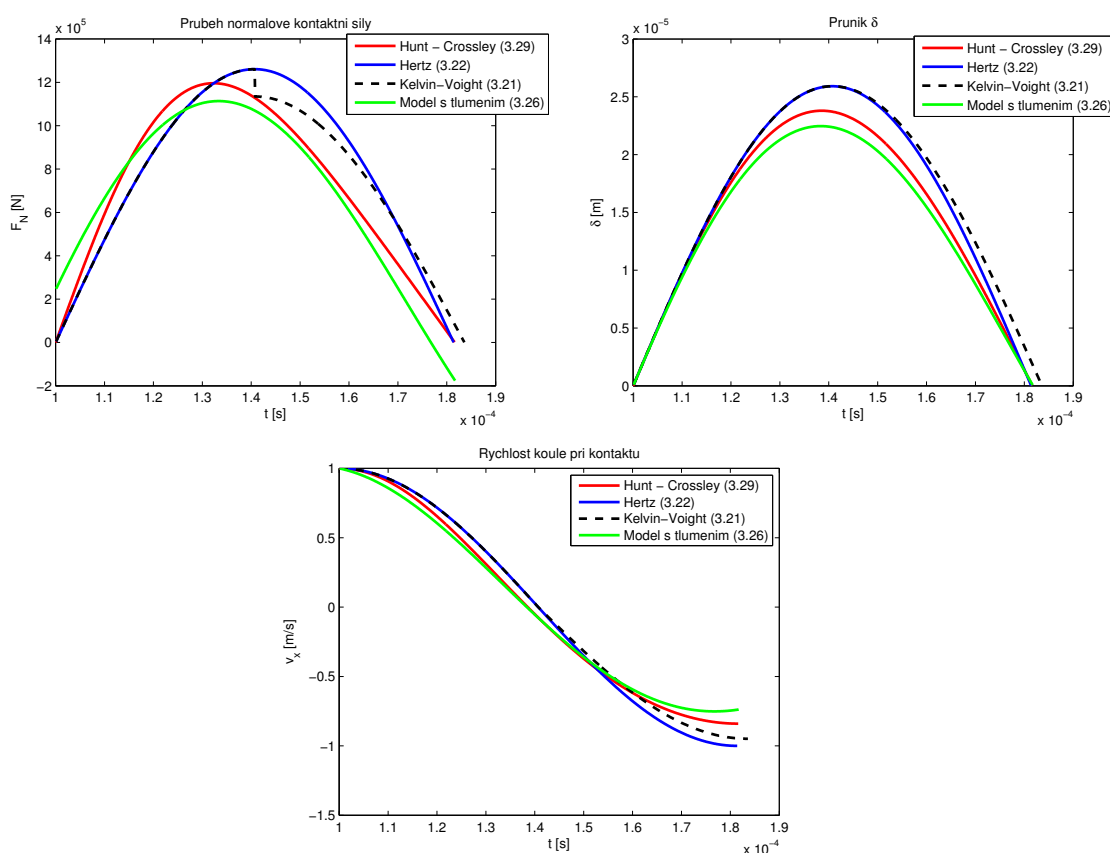 Prubeh normalove kontaktni sily
x 10^5
14
12
10
8
6
4
2
0
−2
F_N [N]
1 1.1 1.2 1.3 1.4 1.5 1.6 1.7 1.8 1.9
t [s]
x 10^-4
Hunt − Crossley (3.29)
Hertz (3.22)
Kelvin−Voight (3.21)
Model s tlumenim (3.26)
Prunik δ
x 10^-5
3
2.5
2
1.5
1
0.5
0
δ [m]
1 1.1 1.2 1.3 1.4 1.5 1.6 1.7 1.8 1.9
t [s]
x 10^-4
Hunt − Crossley (3.29)
Hertz (3.22)
Kelvin−Voight (3.21)
Model s tlumenim (3.26)
Rychlost koule pri kontaktu
1
0.5
0
−0.5
−1
−1.5
v_x [m/s]
1 1.1 1.2 1.3 1.4 1.5 1.6 1.7 1.8 1.9
t [s]
x 10^-4
Hunt − Crossley (3.29)
Hertz (3.22)
Kelvin−Voight (3.21)
Model s tlumenim (3.26)